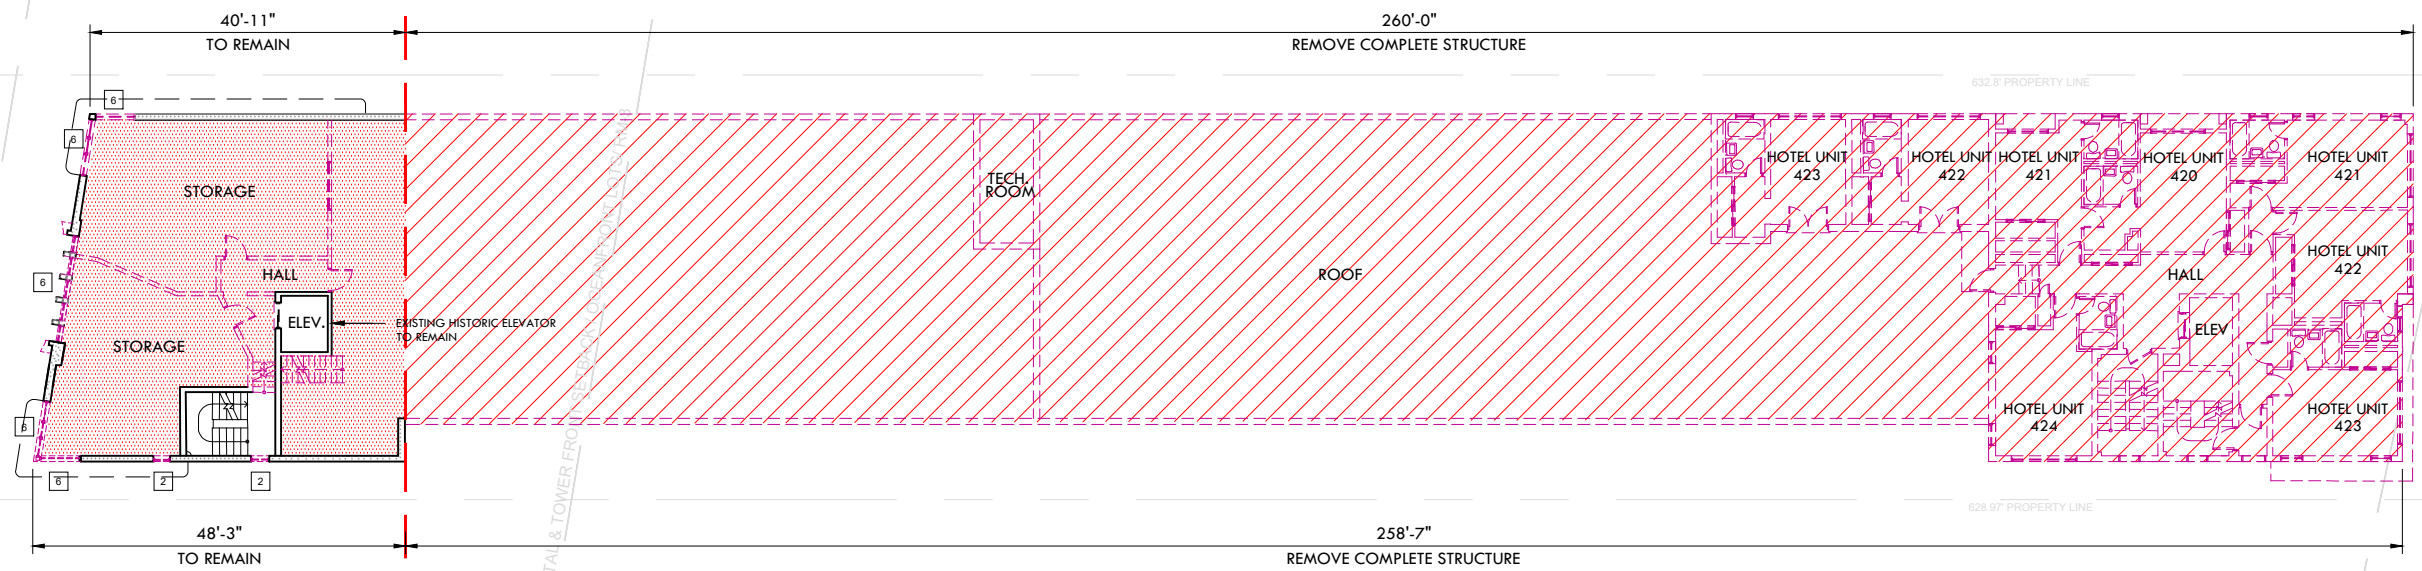 40'-11"
TO REMAIN
260'-0"
REMOVE COMPLETE STRUCTURE
632.8' PROPERTY LINE
6
6
STORAGE
TECH.
ROOM
HOTEL UNIT
423
HOTEL UNIT
422
HOTEL UNIT
421
HOTEL UNIT
420
HOTEL UNIT
421
6
HALL
ROOF
HALL
HOTEL UNIT
422
ELEV.
EXISTING HISTORIC ELEVATOR
TO REMAIN
ELEV
STORAGE
22
6
HOTEL UNIT
424
HOTEL UNIT
423
6
2
2
628.97' PROPERTY LINE
48'-3"
TO REMAIN
258'-7"
REMOVE COMPLETE STRUCTURE